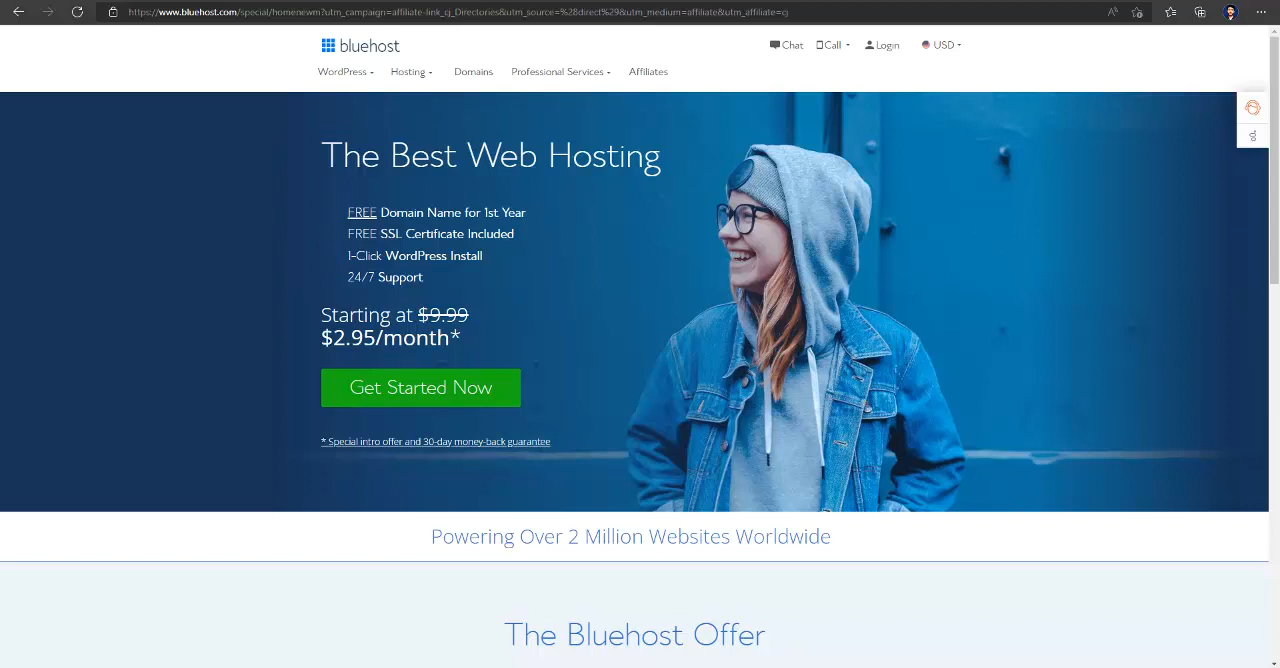 https://www.bluehost.com/special/homenewm?utm_campaign=affiliate-link_cj_Directories&utm_source=%28direct%29&utm_medium=affiliate&utm_affiliate=cj
bluehost
Chat Call Login USD
WordPress Hosting Domains Professional Services Affiliates
The Best Web Hosting
FREE Domain Name for 1st Year
FREE SSL Certificate Included
1-Click WordPress Install
24/7 Support
Starting at $9.99
$2.95/month*
Get Started Now
* Special intro offer and 30-day money-back guarantee
Powering Over 2 Million Websites Worldwide
The Bluehost Offer